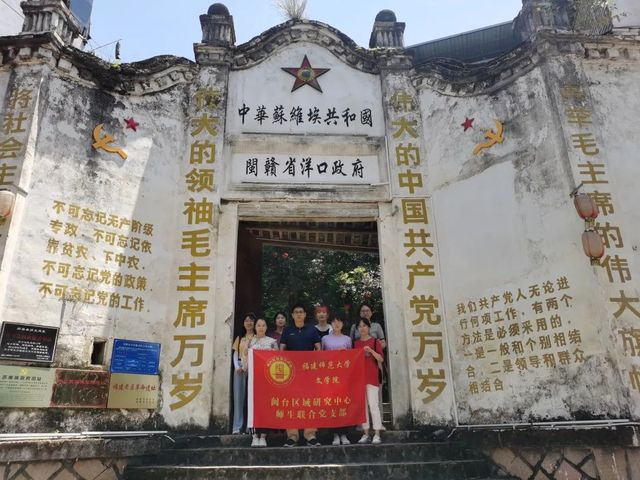 中華蘇維埃共和國
閩贛省洋口政府
将社会主
伟大的领袖毛主席万岁
伟大的中国共产党万岁
举毛主席的伟大旗
不可忘记无产阶级
专政、不可忘记依
靠贫农、下中农、
不可忘记党的政策、
不可忘记党的工作。
我们共产党人无论进
行何项工作，有两个
方法是必须采用的，
一是一般和个别相结
合，二是领导和群众
相结合
福建师范大学
文学院
闽台区域研究中心
师生联合党支部